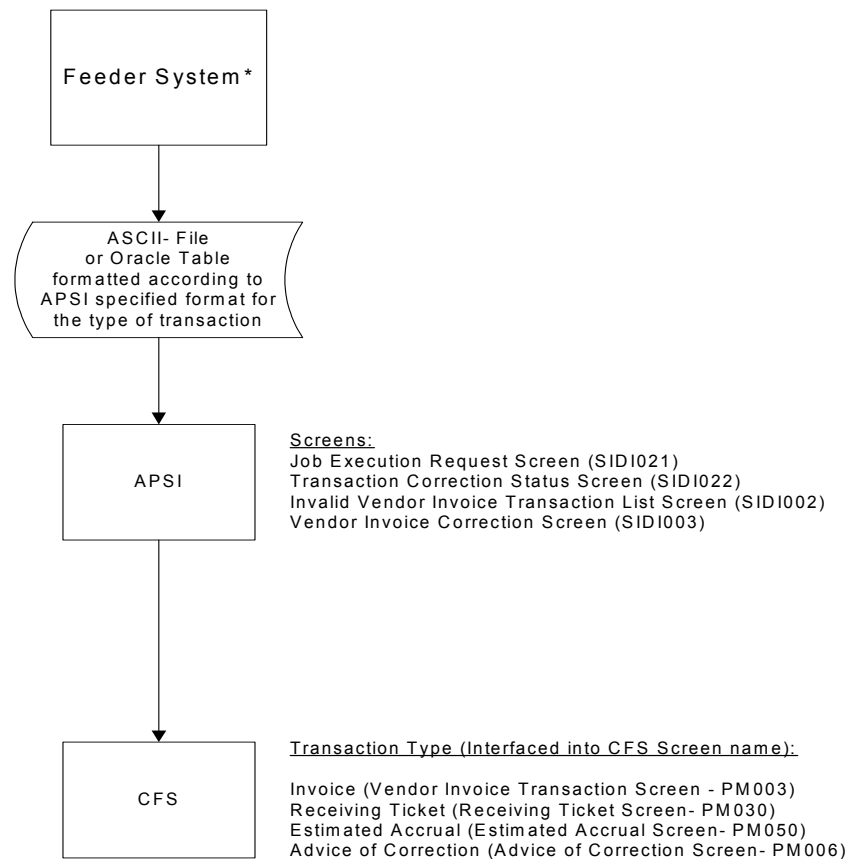 Feeder System*
ASCII- File
or Oracle Table
formatted according to
APSI specified format for
the type of transaction
APSI
Screens:
Job Execution Request Screen (SIDI021)
Transaction Correction Status Screen (SIDI022)
Invalid Vendor Invoice Transaction List Screen (SIDI002)
Vendor Invoice Correction Screen (SIDI003)
CFS
Transaction Type (Interfaced into CFS Screen name):
Invoice (Vendor Invoice Transaction Screen - PM003)
Receiving Ticket (Receiving Ticket Screen- PM030)
Estimated Accrual (Estimated Accrual Screen- PM050)
Advice of Correction (Advice of Correction Screen- PM006)